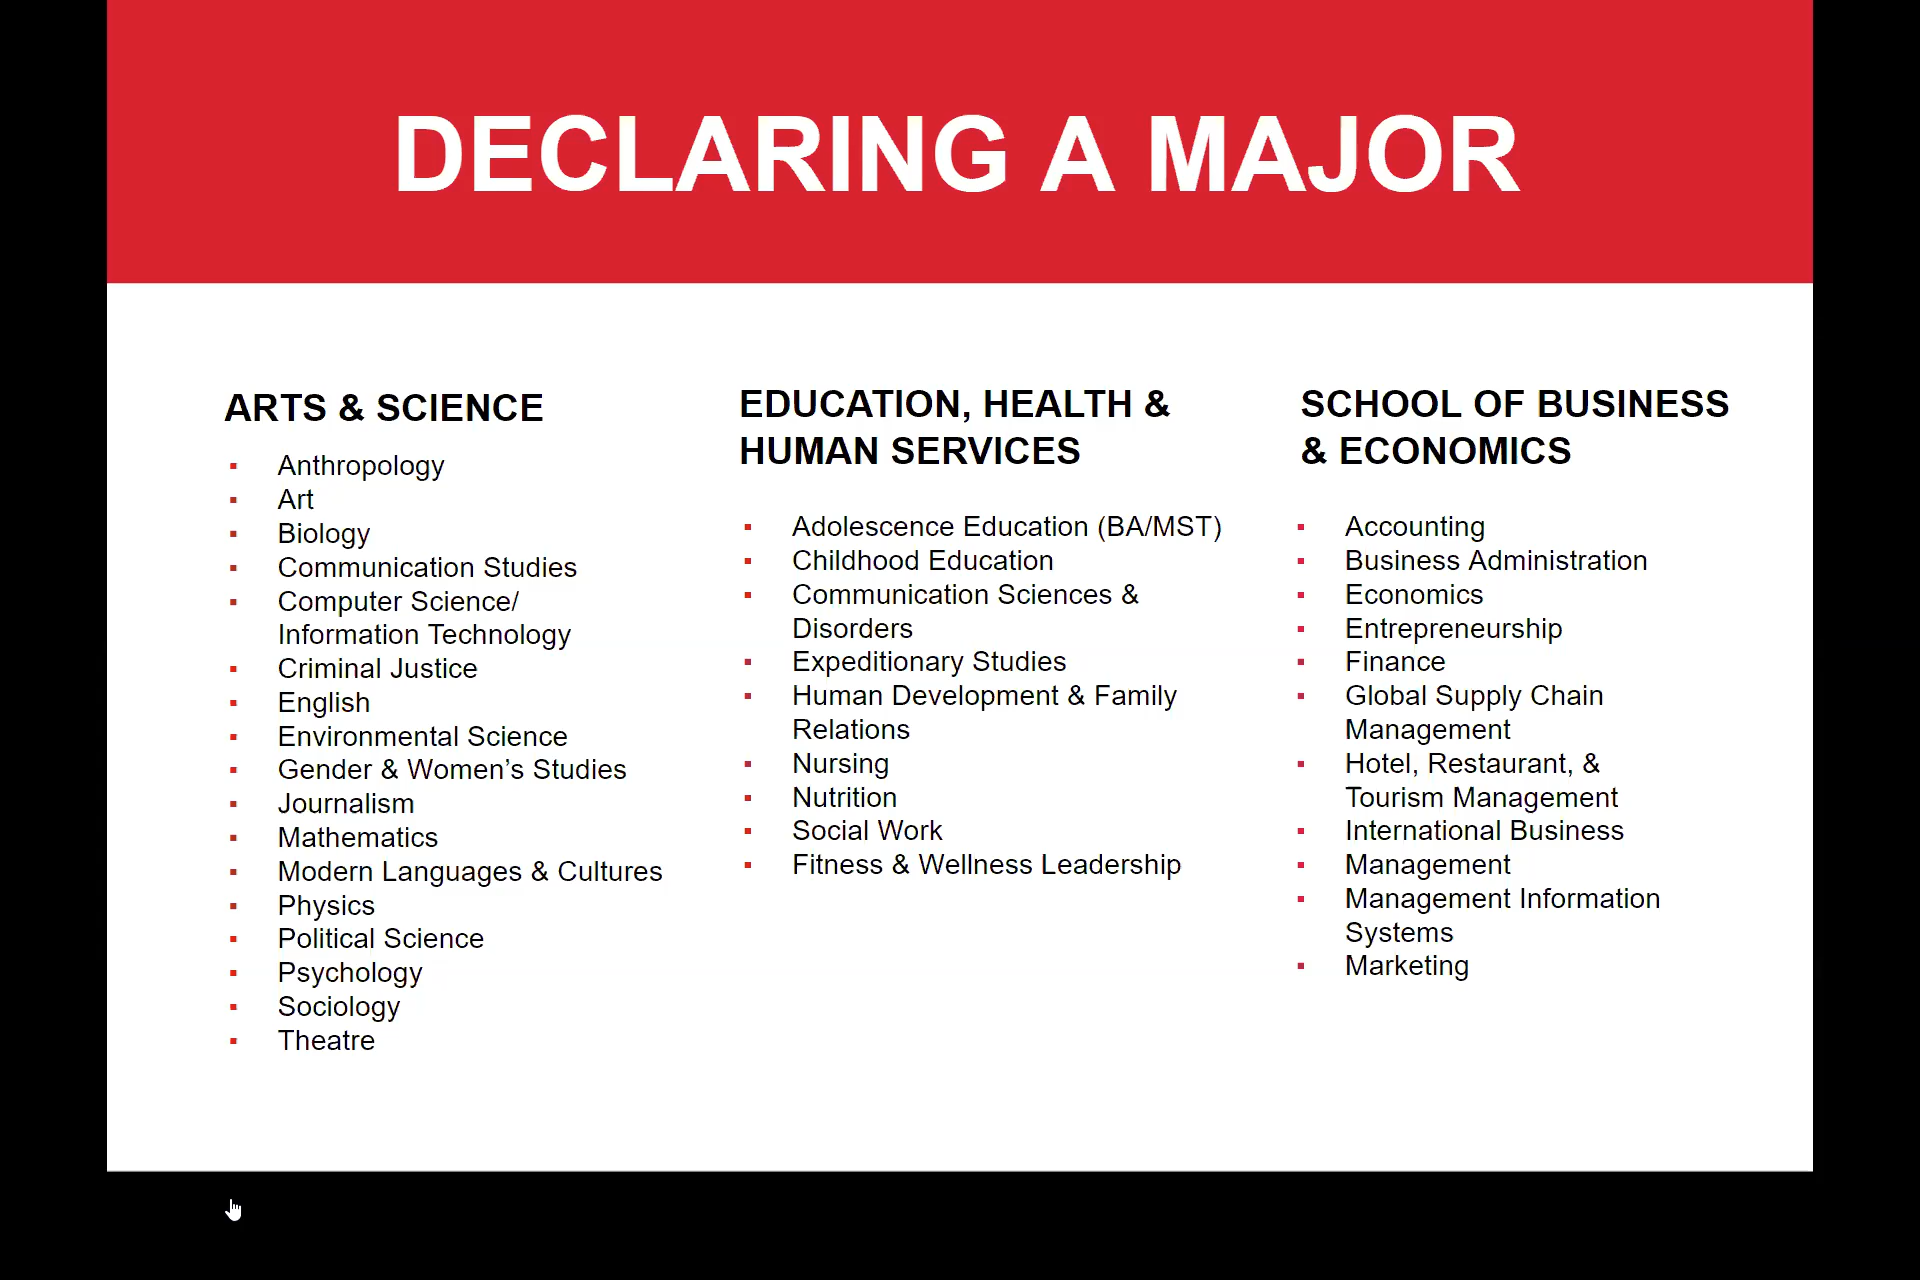 DECLARING A MAJOR
ARTS & SCIENCE
▪ Anthropology
▪ Art
▪ Biology
▪ Communication Studies
▪ Computer Science/
Information Technology
▪ Criminal Justice
▪ English
▪ Environmental Science
▪ Gender & Women’s Studies
▪ Journalism
▪ Mathematics
▪ Modern Languages & Cultures
▪ Physics
▪ Political Science
▪ Psychology
▪ Sociology
▪ Theatre
EDUCATION, HEALTH &
HUMAN SERVICES
▪ Adolescence Education (BA/MST)
▪ Childhood Education
▪ Communication Sciences &
Disorders
▪ Expeditionary Studies
▪ Human Development & Family
Relations
▪ Nursing
▪ Nutrition
▪ Social Work
▪ Fitness & Wellness Leadership
SCHOOL OF BUSINESS
& ECONOMICS
▪ Accounting
▪ Business Administration
▪ Economics
▪ Entrepreneurship
▪ Finance
▪ Global Supply Chain
Management
▪ Hotel, Restaurant, &
Tourism Management
▪ International Business
▪ Management
▪ Management Information
Systems
▪ Marketing